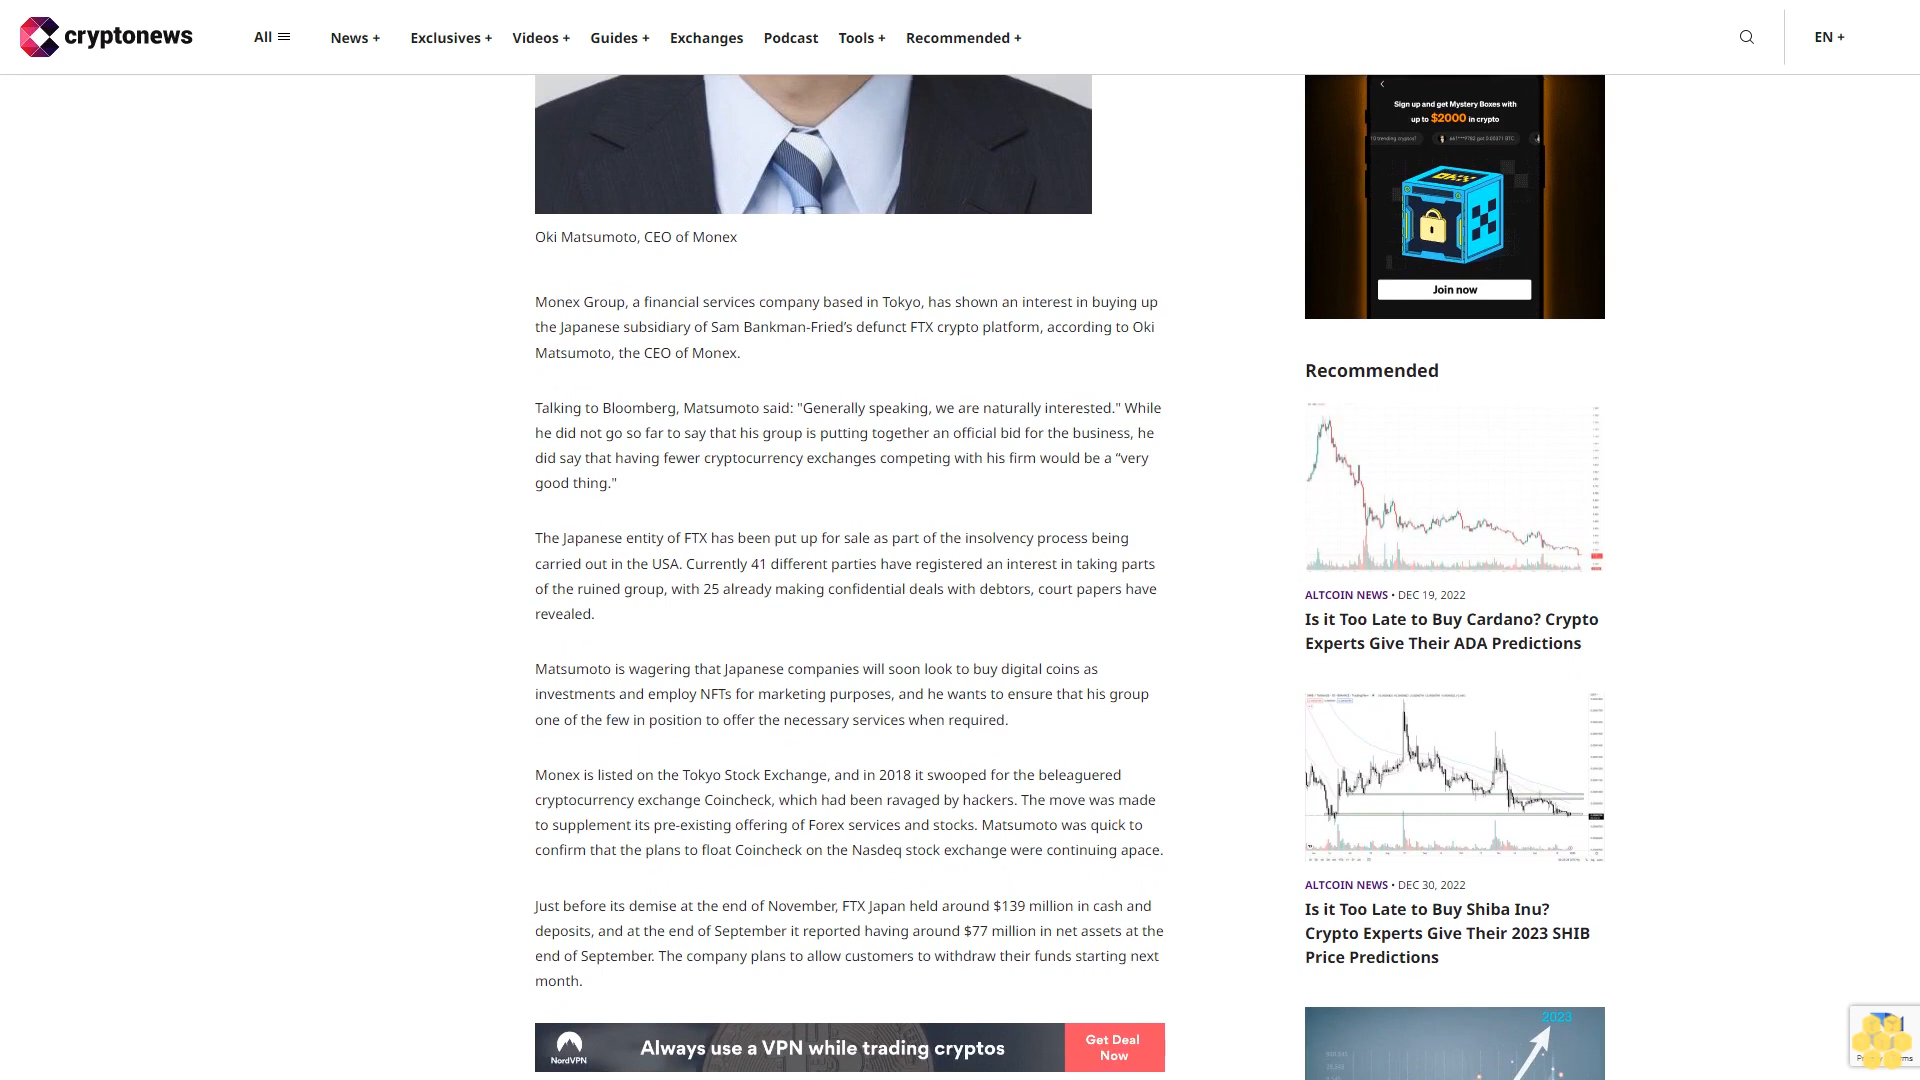 cryptonews
All
News +
Exclusives +
Videos +
Guides +
Exchanges
Podcast
Tools +
Recommended +
EN +
Oki Matsumoto, CEO of Monex
Monex Group, a financial services company based in Tokyo, has shown an interest in buying up
the Japanese subsidiary of Sam Bankman-Fried’s defunct FTX crypto platform, according to Oki
Matsumoto, the CEO of Monex.
Talking to Bloomberg, Matsumoto said: "Generally speaking, we are naturally interested." While
he did not go so far to say that his group is putting together an official bid for the business, he
did say that having fewer cryptocurrency exchanges competing with his firm would be a “very
good thing."
The Japanese entity of FTX has been put up for sale as part of the insolvency process being
carried out in the USA. Currently 41 different parties have registered an interest in taking parts
of the ruined group, with 25 already making confidential deals with debtors, court papers have
revealed.
Matsumoto is wagering that Japanese companies will soon look to buy digital coins as
investments and employ NFTs for marketing purposes, and he wants to ensure that his group
one of the few in position to offer the necessary services when required.
Monex is listed on the Tokyo Stock Exchange, and in 2018 it swooped for the beleaguered
cryptocurrency exchange Coincheck, which had been ravaged by hackers. The move was made
to supplement its pre-existing offering of Forex services and stocks. Matsumoto was quick to
confirm that the plans to float Coincheck on the Nasdeq stock exchange were continuing apace.
Just before its demise at the end of November, FTX Japan held around $139 million in cash and
deposits, and at the end of September it reported having around $77 million in net assets at the
end of September. The company plans to allow customers to withdraw their funds starting next
month.
NordVPN
Always use a VPN while trading cryptos
Get Deal
Now
Sign up and get Mystery Boxes with
up to $2000 in crypto
Join now
Recommended
ALTCOIN NEWS • DEC 19, 2022
Is it Too Late to Buy Cardano? Crypto
Experts Give Their ADA Predictions
ALTCOIN NEWS • DEC 30, 2022
Is it Too Late to Buy Shiba Inu?
Crypto Experts Give Their 2023 SHIB
Price Predictions
2023